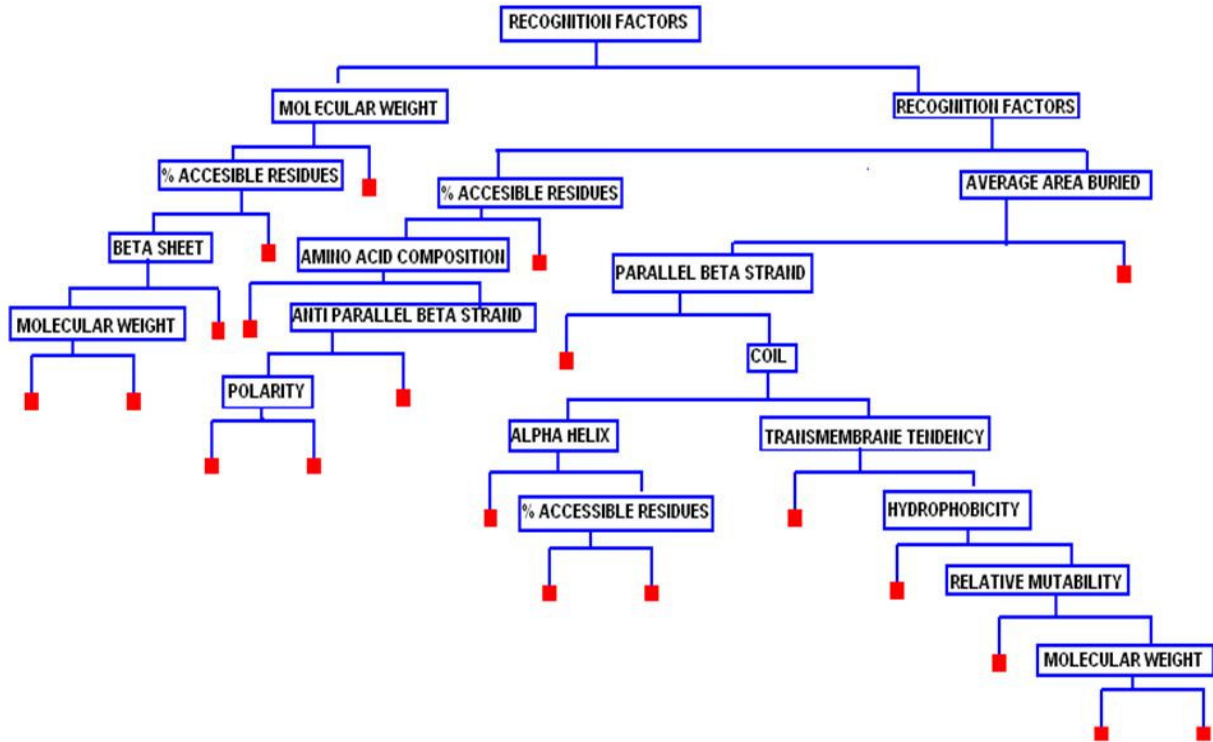 RECOGNITION FACTORS
MOLECULAR WEIGHT
RECOGNITION FACTORS
% ACCESIBLE RESIDUES
% ACCESIBLE RESIDUES
AVERAGE AREA BURIED
BETA SHEET
AMINO ACID COMPOSITION
PARALLEL BETA STRAND
MOLECULAR WEIGHT
ANTI PARALLEL BETA STRAND
COIL
POLARITY
ALPHA HELIX
TRANSMEMBRANE TENDENCY
% ACCESSIBLE RESIDUES
HYDROPHOBICITY
RELATIVE MUTABILITY
MOLECULAR WEIGHT